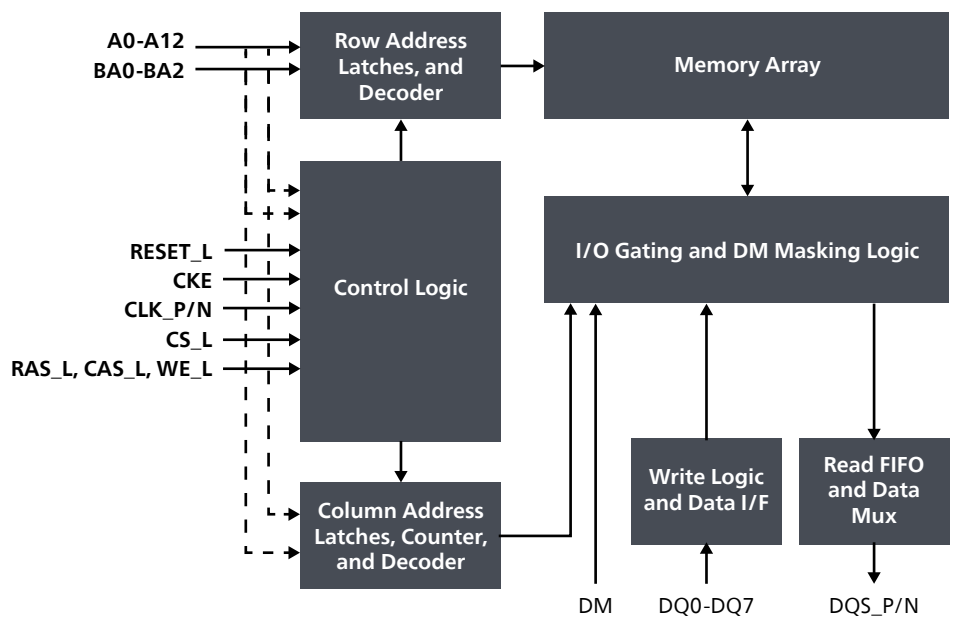 A0-A12
BA0-BA2
Row Address
Latches, and
Decoder
Memory Array
I/O Gating and DM Masking Logic
RESET_L
CKE
CLK_P/N
CS_L
RAS_L, CAS_L, WE_L
Control Logic
Write Logic
and Data I/F
Read FIFO
and Data
Mux
Column Address
Latches, Counter,
and Decoder
DM
DQ0-DQ7
DQS_P/N